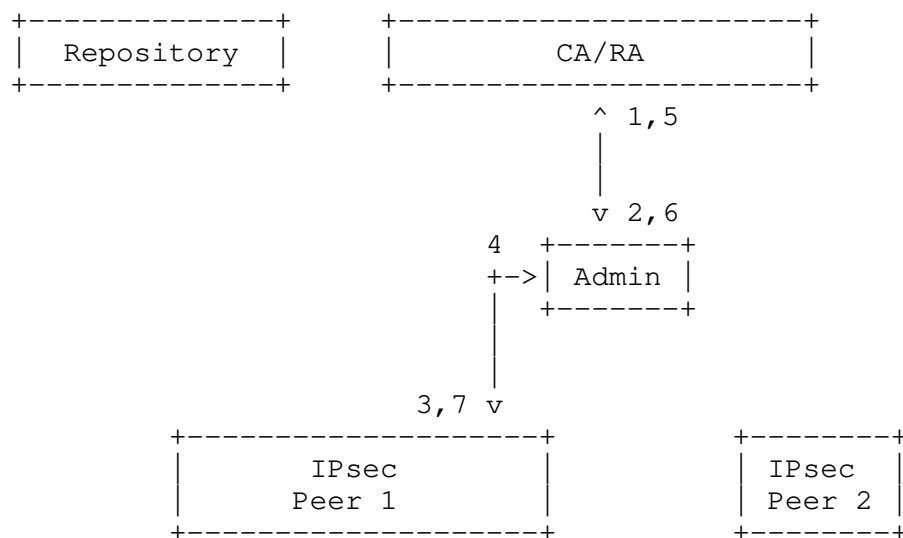 +--------------+     +-----------------------+
|  Repository  |     |         CA/RA         |
+--------------+     +-----------------------+
                                 ^ 1,5
                                 |
                                 |
                                 v 2,6
                           4  +-------+
                           +->| Admin |
                           |  +-------+
                           |
                           |
                       3,7 v
         +--------------------+          +--------+
         |       IPsec        |          | IPsec  |
         |      Peer 1        |          | Peer 2 |
         +--------------------+          +--------+